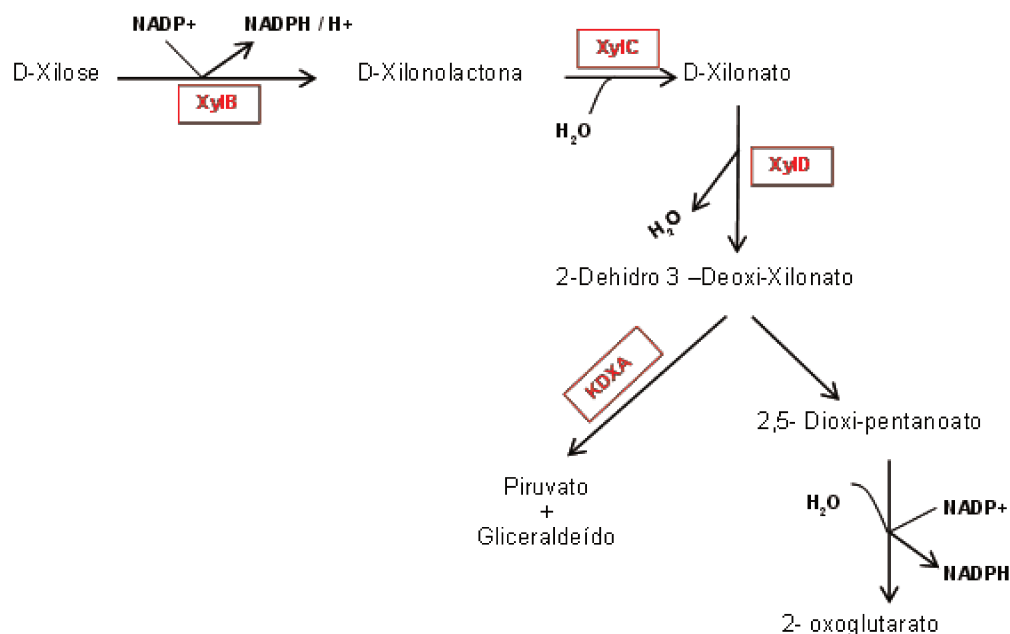 NADP+
NADPH / H+
D-Xilose
D-Xilonolactona
XylC
D-Xilonato
XylB
H₂O
XylD
H₂O
2-Dehidro 3 –Deoxi-Xilonato
KDXA
2,5- Dioxi-pentanoato
Piruvato
+
Gliceraldeído
H₂O
NADP+
NADPH
2- oxoglutarato